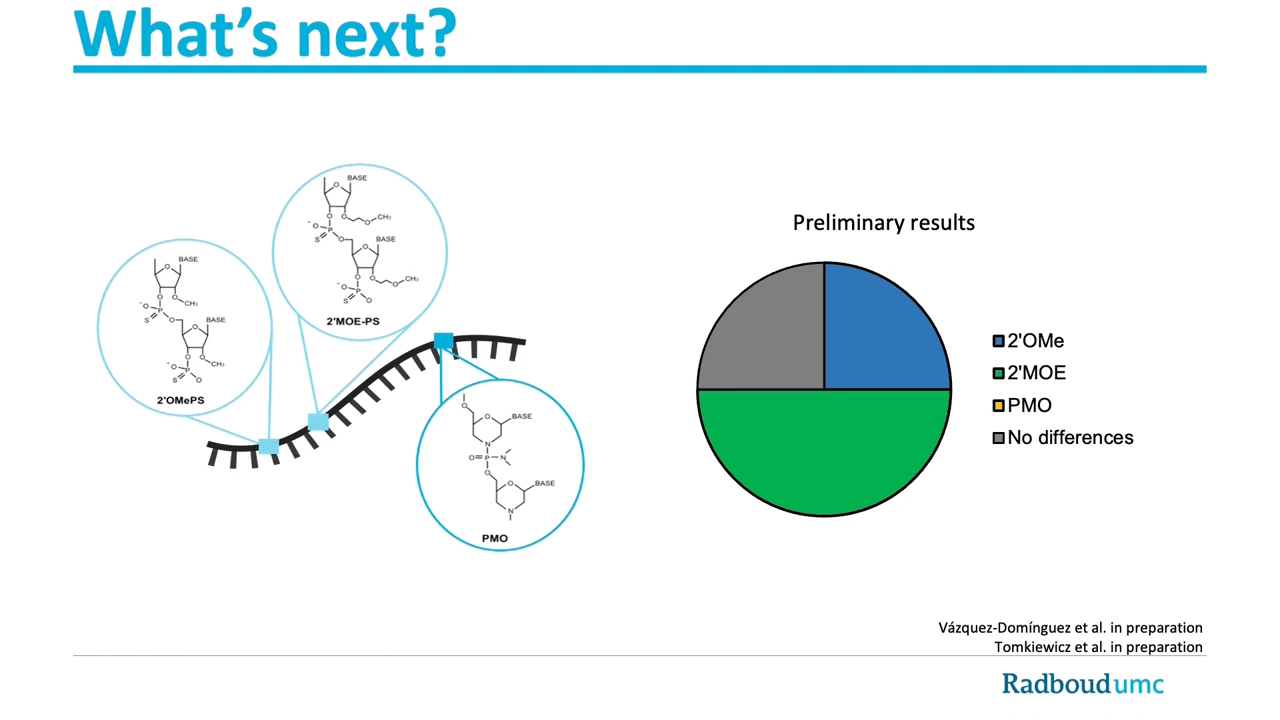 What's next?
BASE
O
O
CH₃
⁻O
P
S
O
BASE
O
O
CH₃
O
⁻O
P
S
O
2'OMePS
BASE
O
O
O
O
CH₃
⁻O
P
S
O
BASE
O
O
O
O
CH₃
⁻O
P
S
O
2'MOE-PS
O
O
BASE
N
O
P
N
O
O
BASE
N
PMO
Preliminary results
2'OMe
2'MOE
PMO
No differences
Vázquez-Domínguez et al. in preparation
Tomkiewicz et al. in preparation
Radboudumc